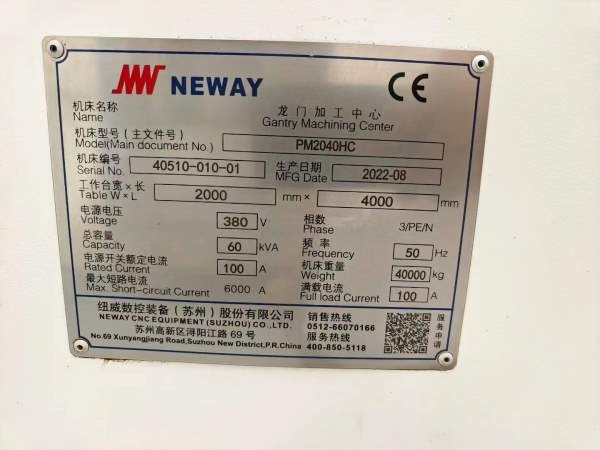 NEWAY CE
机床名称 龙门加工中心
Name Gantry Machining Center
机床型号(主文件号)
Model(Main document No.) PM2040HC
机床编号 生产日期
Serial No. 40510-010-01 MFG Date 2022-08
工作台宽×长
Table W×L 2000 mm× 4000 mm
电源电压 相数
Voltage 380 V Phase 3/PE/N
总容量 频率
Capacity 60 kVA Frequency 50 Hz
电源开关额定电流 机床重量
Rated Current 100 A Weight 40000 kg
最大短路电流 满载电流
Max. Short-circuit Current 6000 A Full load Current 100 A
纽威数控装备(苏州)股份有限公司
NEWAY CNC EQUIPMENT (SUZHOU) CO., LTD.
苏州高新区浔阳江路 69 号
No.69 Xunyangjiang Road,Suzhou New District,P.R.China
销售热线
0512-66070166
服务热线
400-850-5118
服务申请